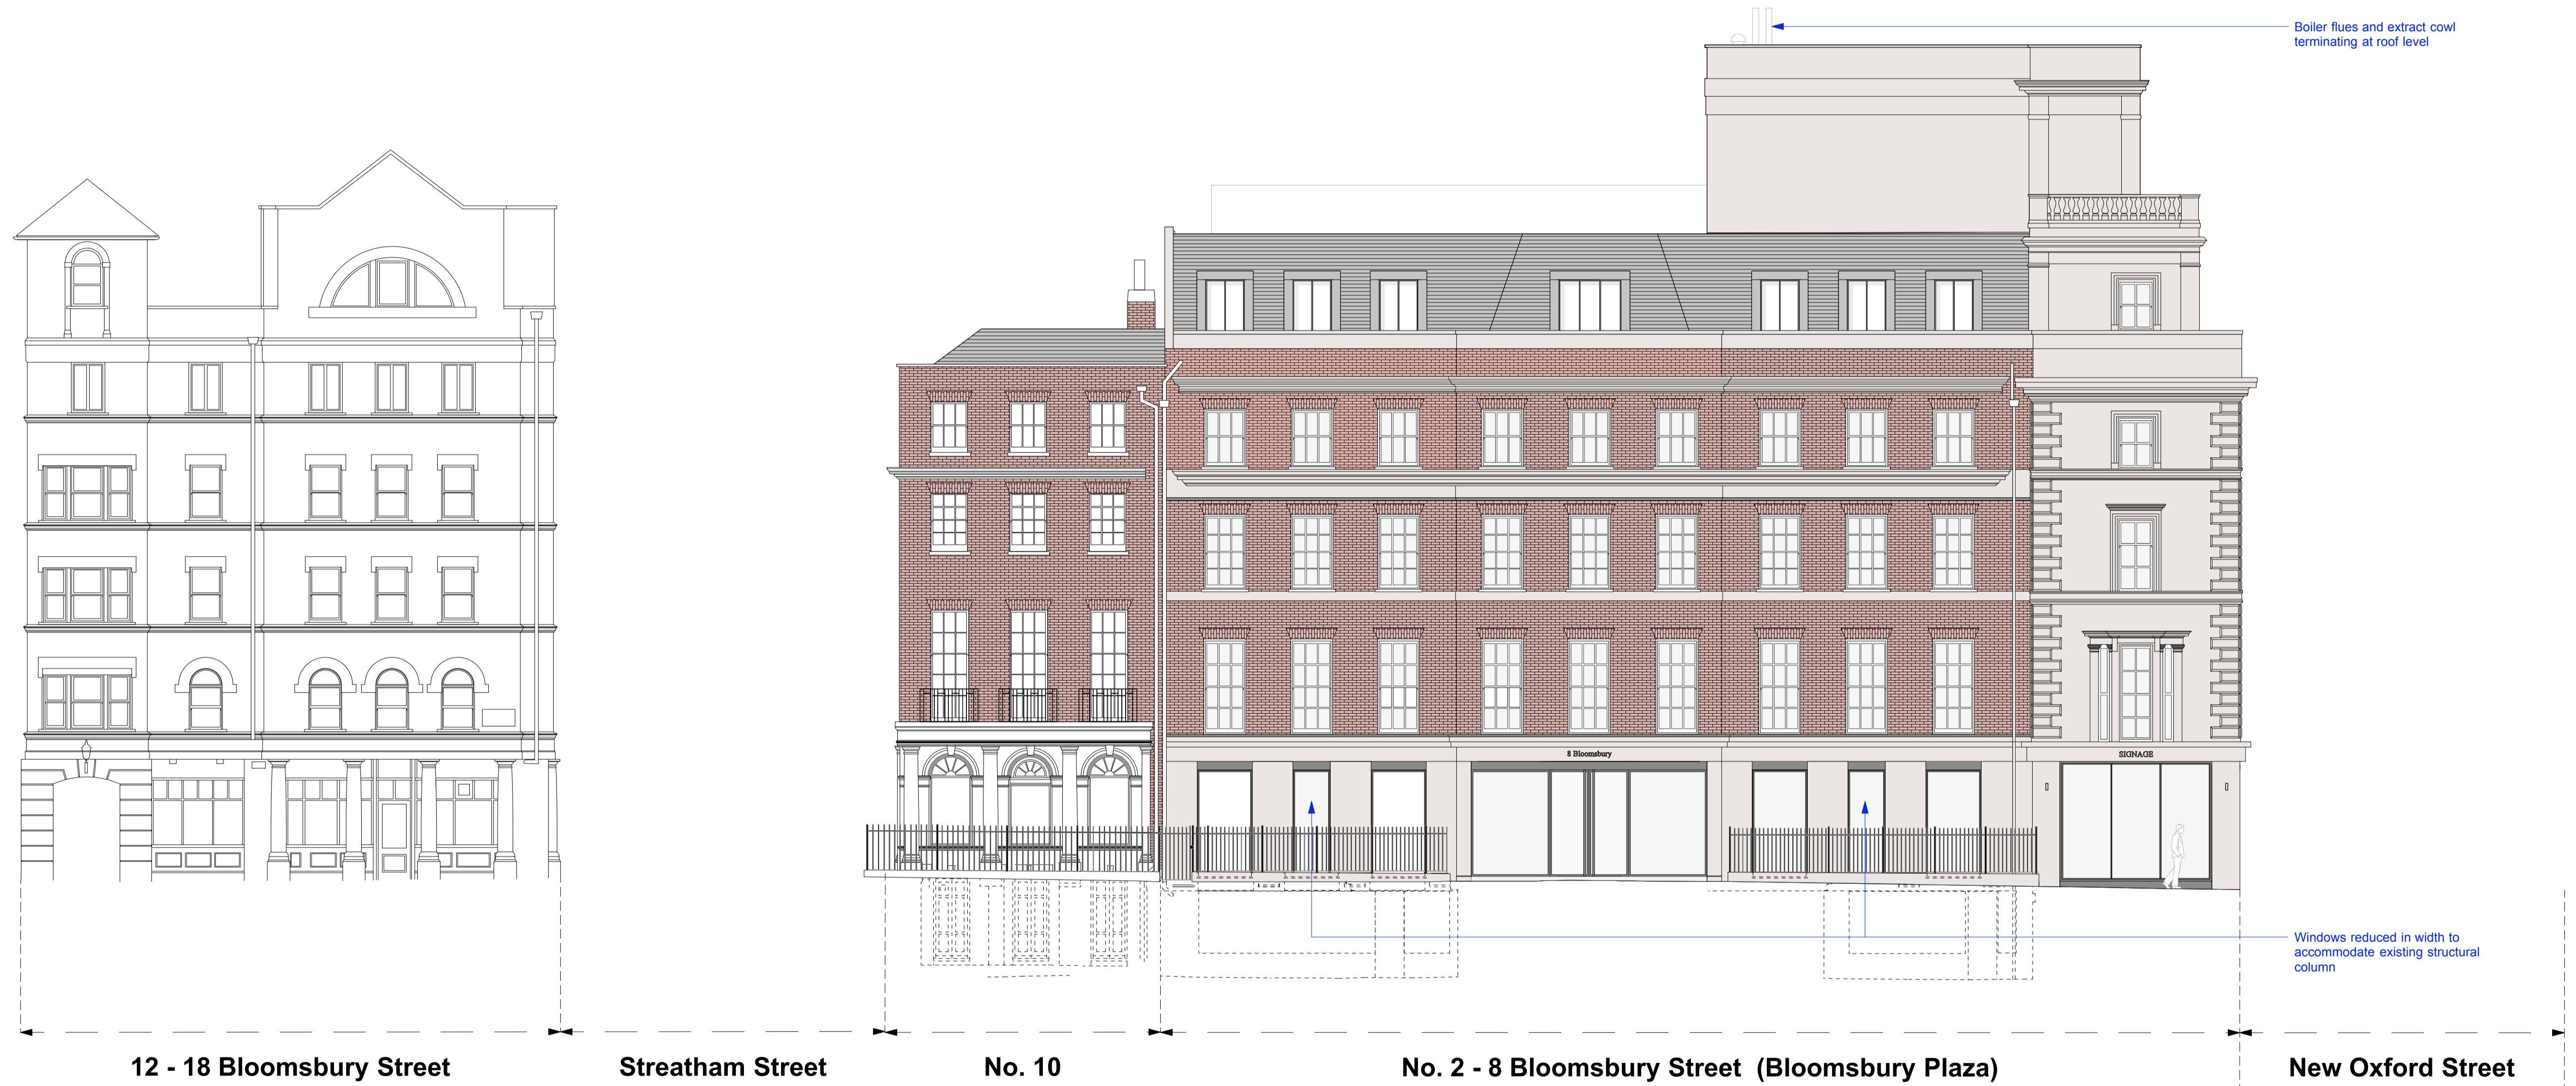 Boiler flues and extract cowl
terminating at roof level
8 Bloomsbury
SIGNAGE
Windows reduced in width to
accommodate existing structural
column
12 - 18 Bloomsbury Street
Streatham Street
No. 10
No. 2 - 8 Bloomsbury Street (Bloomsbury Plaza)
New Oxford Street